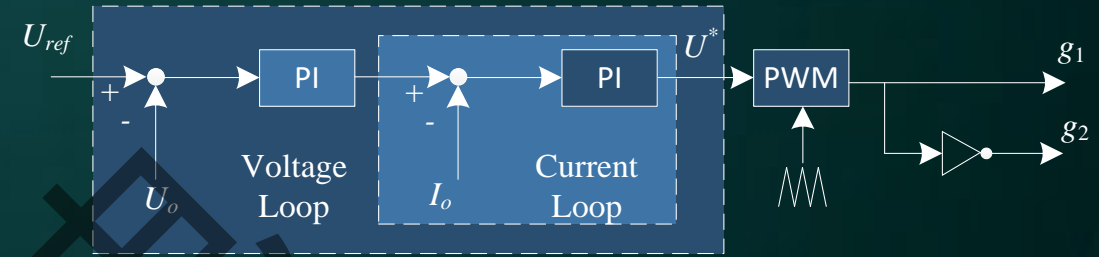 U_ref
+
-
U_o
PI
Voltage
Loop
+
-
I_o
PI
Current
Loop
U*
PWM
g_1
g_2